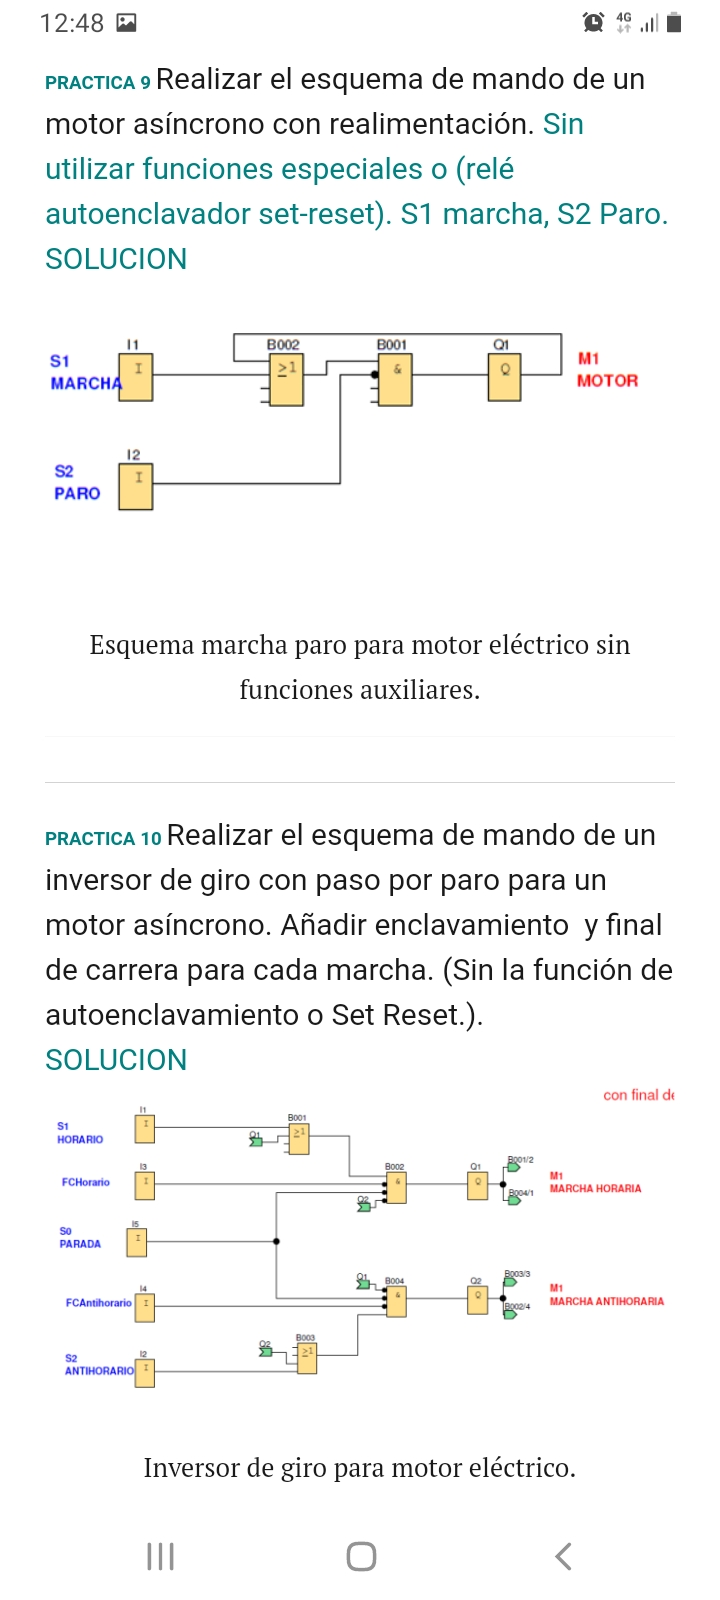 12:48
4G
PRACTICA 9 Realizar el esquema de mando de un
motor asíncrono con realimentación. Sin
utilizar funciones especiales o (relé
autoenclavador set-reset). S1 marcha, S2 Paro.
SOLUCION
I1 B002 B001 Q1
S1 M1
I ≥1 & Q
MARCHA MOTOR
I2
S2
I
PARO
Esquema marcha paro para motor eléctrico sin
funciones auxiliares.
PRACTICA 10 Realizar el esquema de mando de un
inversor de giro con paso por paro para un
motor asíncrono. Añadir enclavamiento y final
de carrera para cada marcha. (Sin la función de
autoenclavamiento o Set Reset.).
SOLUCION
con final de
I1
B001
S1 I
Q1 ≥1
HORARIO
I3 B002 Q1 B001/2
M1
FCHorario I & Q
MARCHA HORARIA
Q2 B004/1
I5
S0
I
PARADA
Q1 B004 Q2 B003/3
I4 M1
& Q
FCAntihorario I MARCHA ANTIHORARIA
B002/4
Q2 B003
I2 ≥1
S2
I
ANTIHORARIO
Inversor de giro para motor eléctrico.